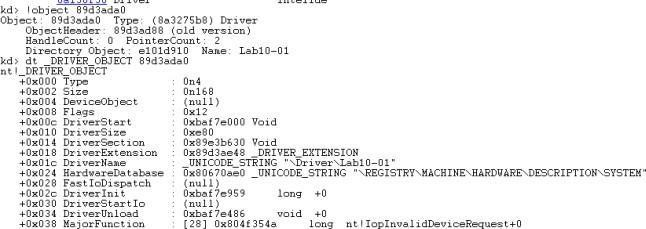 kd> !object 89d3ada0
Object: 89d3ada0  Type: (8a3275b8) Driver
    ObjectHeader: 89d3ad88 (old version)
    HandleCount: 0  PointerCount: 2
    Directory Object: e101d910  Name: Lab10-01
kd> dt _DRIVER_OBJECT 89d3ada0
nt!_DRIVER_OBJECT
   +0x000 Type             : 0n4
   +0x002 Size             : 0n168
   +0x004 DeviceObject     : (null)
   +0x008 Flags            : 0x12
   +0x00c DriverStart      : 0xbaf7e000 Void
   +0x010 DriverSize       : 0xe80
   +0x014 DriverSection    : 0x89e3b630 Void
   +0x018 DriverExtension  : 0x89d3ae48 _DRIVER_EXTENSION
   +0x01c DriverName       : _UNICODE_STRING "\Driver\Lab10-01"
   +0x024 HardwareDatabase : 0x80670ae0 _UNICODE_STRING "\REGISTRY\MACHINE\HARDWARE\DESCRIPTION\SYSTEM"
   +0x028 FastIoDispatch   : (null)
   +0x02c DriverInit       : 0xbaf7e959     long  +0
   +0x030 DriverStartIo    : (null)
   +0x034 DriverUnload     : 0xbaf7e486     void  +0
   +0x038 MajorFunction    : [28] 0x804f354a     long  nt!IopInvalidDeviceRequest+0